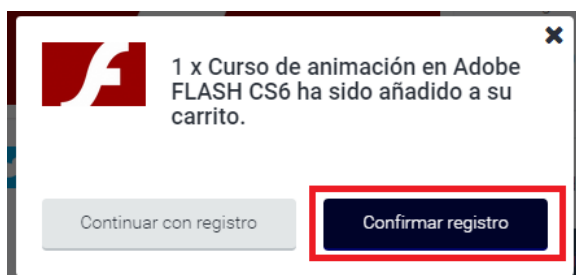 1 x Curso de animación en Adobe
FLASH CS6 ha sido añadido a su
carrito.
Continuar con registro
Confirmar registro